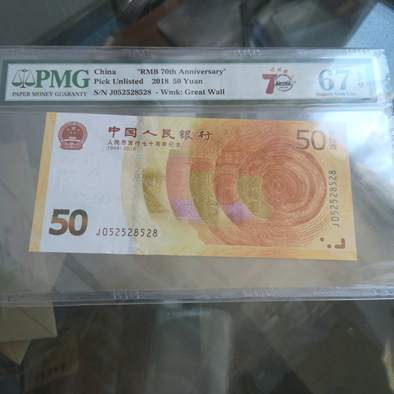 PMG
PAPER MONEY GUARANTY
China "RMB 70th Anniversary"
Pick Unlisted 2018 50 Yuan
S/N J052528528 - Wmk: Great Wall
67
中国人民银行
人民币发行七十周年纪念
1948-2018
50
50
J052528528
J052528528